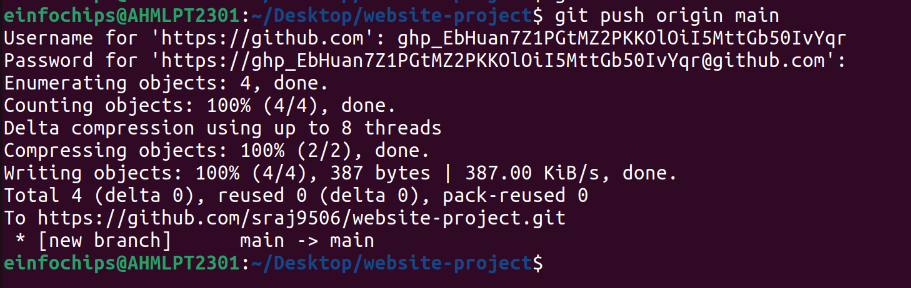 einfochips@AHMLPT2301:~/Desktop/website-project$ git push origin main
Username for 'https://github.com': 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
Password for 'https://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@github.com':
Enumerating objects: 4, done.
Counting objects: 100% (4/4), done.
Delta compression using up to 8 threads
Compressing objects: 100% (2/2), done.
Writing objects: 100% (4/4), 387 bytes | 387.00 KiB/s, done.
Total 4 (delta 0), reused 0 (delta 0), pack-reused 0
To https://github.com/sraj9506/website-project.git
 * [new branch]      main -> main
einfochips@AHMLPT2301:~/Desktop/website-project$